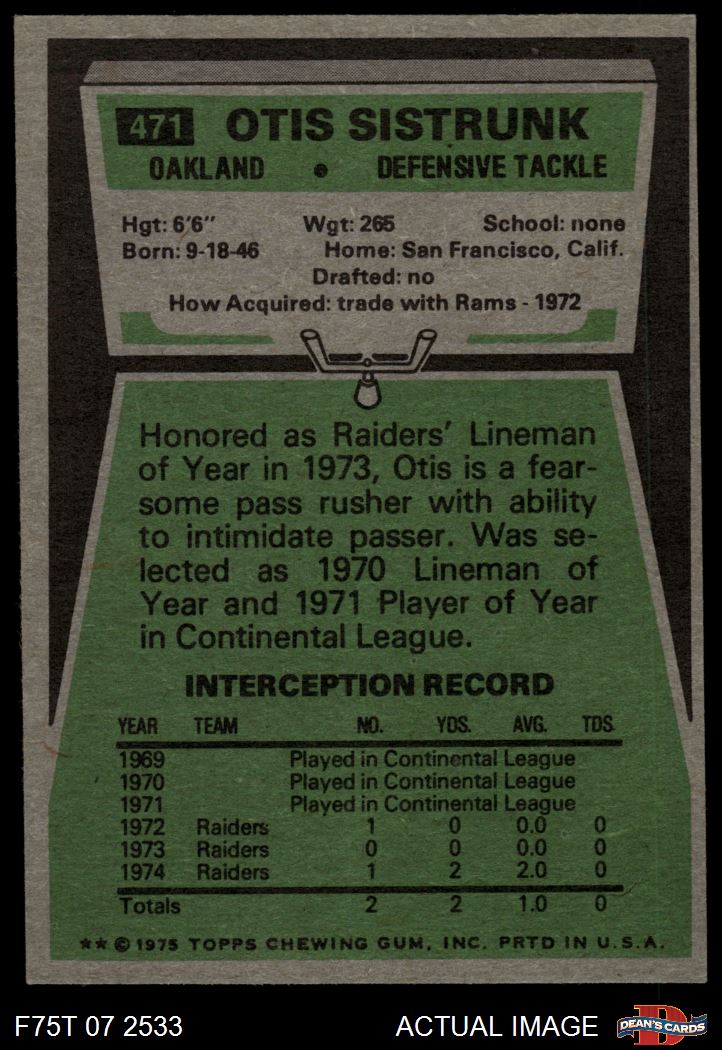 471 OTIS SISTRUNK
OAKLAND • DEFENSIVE TACKLE
Hgt: 6'6" Wgt: 265 School: none
Born: 9-18-46 Home: San Francisco, Calif.
Drafted: no
How Acquired: trade with Rams - 1972
Honored as Raiders' Lineman
of Year in 1973, Otis is a fear-
some pass rusher with ability
to intimidate passer. Was se-
lected as 1970 Lineman of
Year and 1971 Player of Year
in Continental League.
INTERCEPTION RECORD
YEAR TEAM NO. YDS. AVG. TDS.
1969 Played in Continental League
1970 Played in Continental League
1971 Played in Continental League
1972 Raiders 1 0 0.0 0
1973 Raiders 0 0 0.0 0
1974 Raiders 1 2 2.0 0
Totals 2 2 1.0 0
** © 1975 TOPPS CHEWING GUM, INC. PRTD IN U.S.A.
F75T 07 2533 ACTUAL IMAGE D DEAN'S CARDS